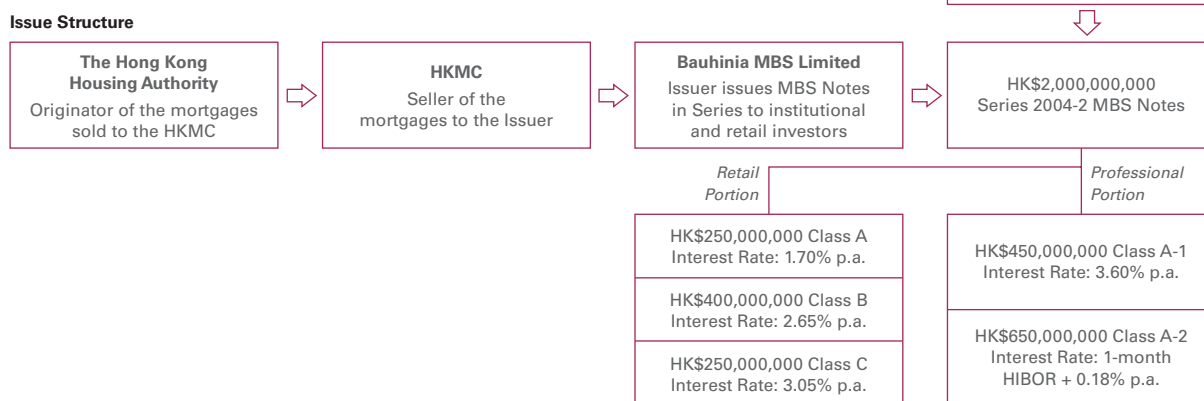 Issue Structure
The Hong Kong
Housing Authority
Originator of the mortgages
sold to the HKMC
HKMC
Seller of the
mortgages to the Issuer
Bauhinia MBS Limited
Issuer issues MBS Notes
in Series to institutional
and retail investors
HK$2,000,000,000
Series 2004-2 MBS Notes
Retail
Portion
Professional
Portion
HK$250,000,000 Class A
Interest Rate: 1.70% p.a.
HK$400,000,000 Class B
Interest Rate: 2.65% p.a.
HK$250,000,000 Class C
Interest Rate: 3.05% p.a.
HK$450,000,000 Class A-1
Interest Rate: 3.60% p.a.
HK$650,000,000 Class A-2
Interest Rate: 1-month
HIBOR + 0.18% p.a.